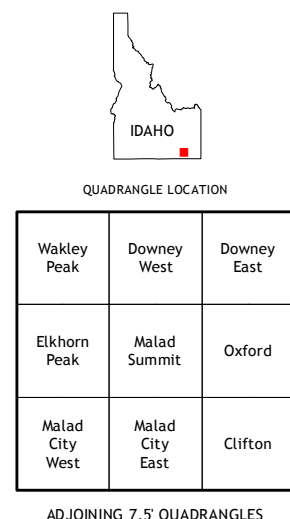 IDAHO
QUADRANGLE LOCATION
Wakley
Peak
Downey
West
Downey
East
Elkhorn
Peak
Malad
Summit
Oxford
Malad
City
West
Malad
City
East
Clifton
ADJOINING 7.5' QUADRANGLES